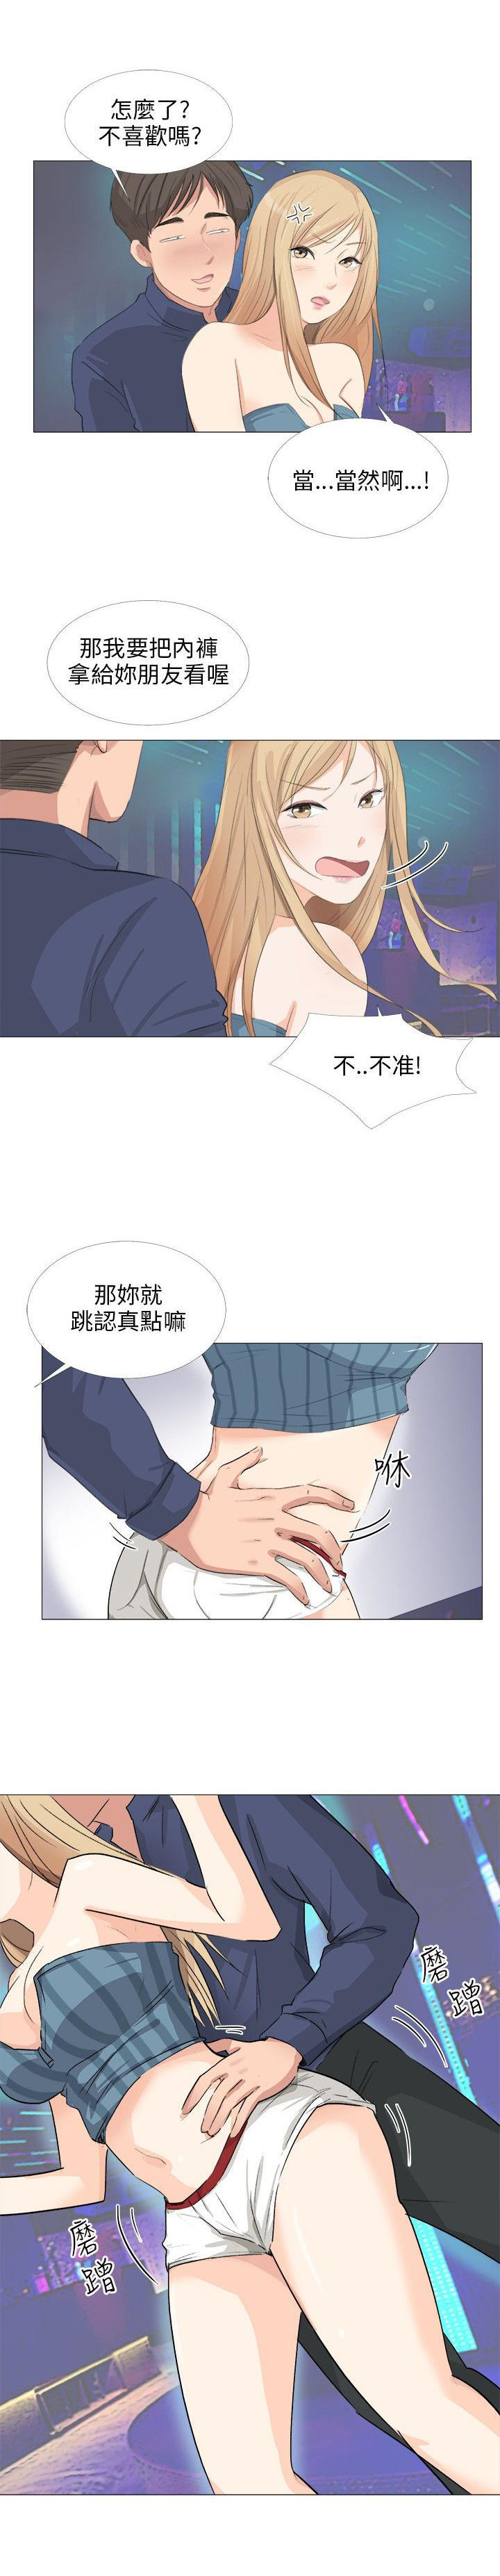 怎麼了?
不喜歡嗎?
當...當然啊...!
那我要把內褲
拿給妳朋友看喔
不..不准!
那妳就
跳認真點嘛
咻
磨蹭
磨蹭